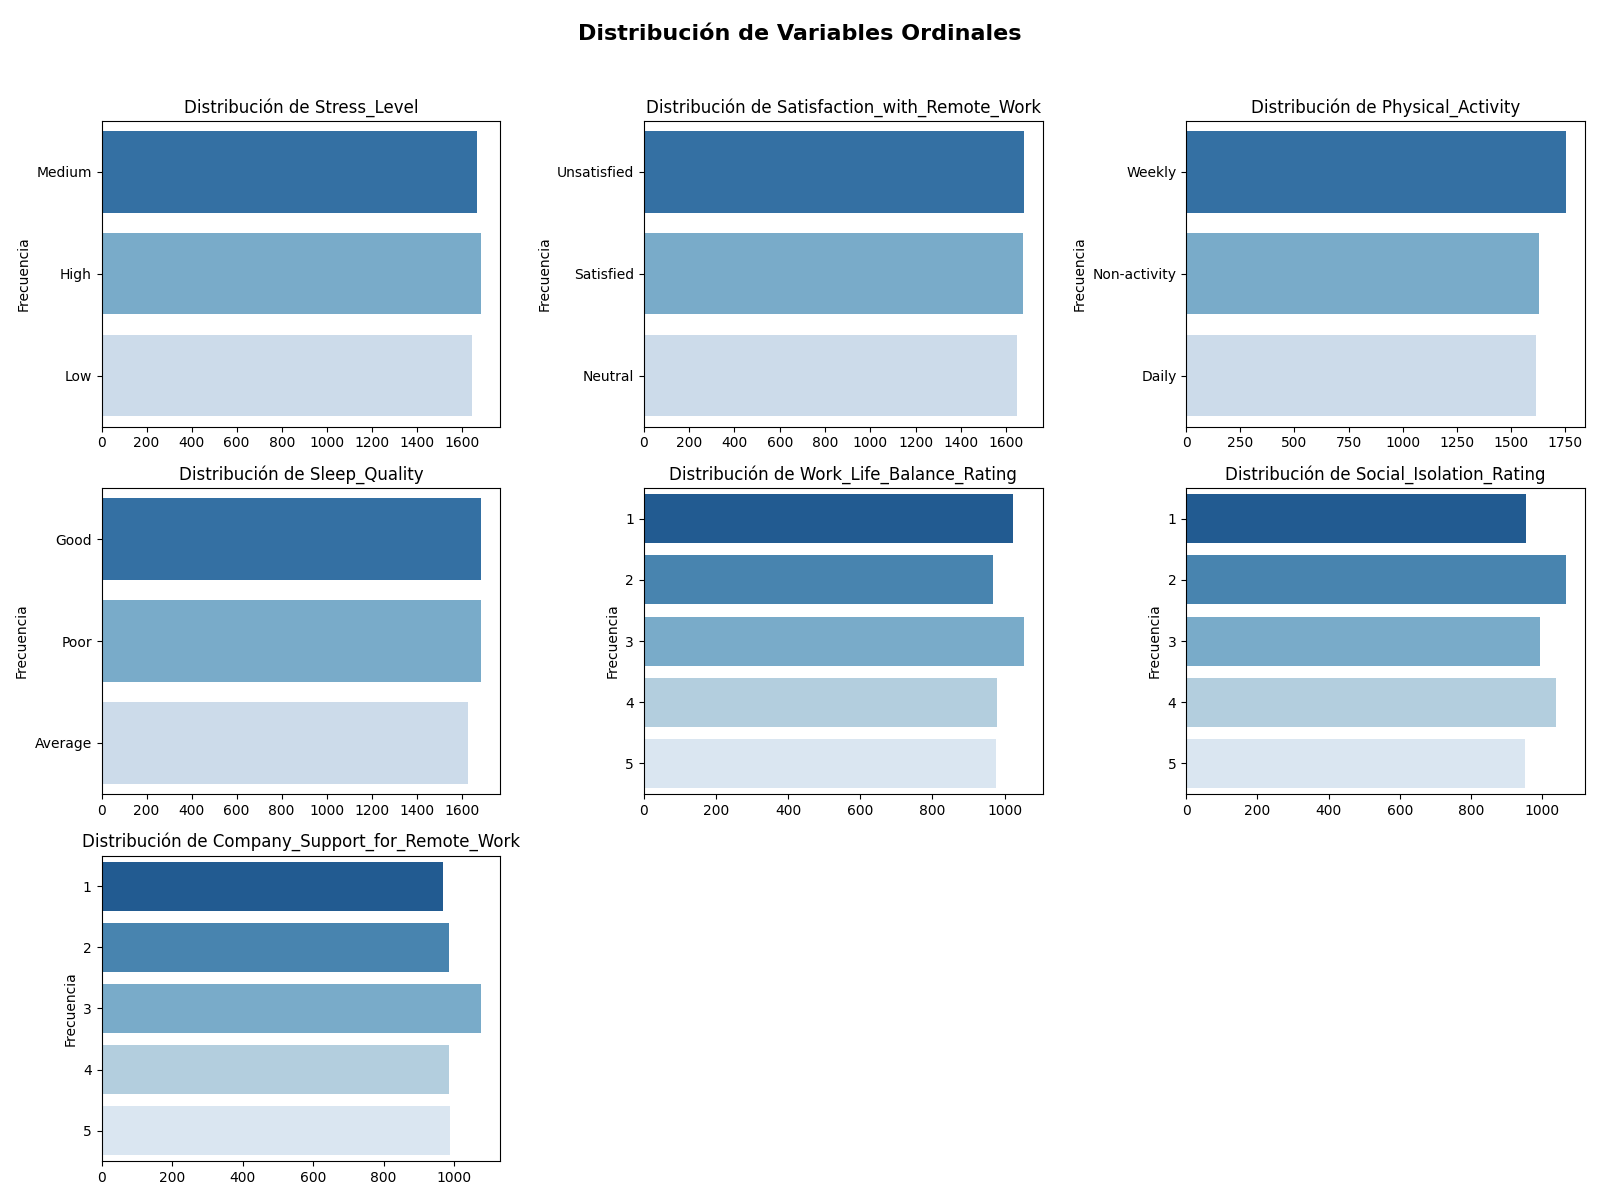 Distribución de Variables Ordinales
Distribución de Stress_Level
Frecuencia
Medium
High
Low
0 200 400 600 800 1000 1200 1400 1600
Distribución de Satisfaction_with_Remote_Work
Frecuencia
Unsatisfied
Satisfied
Neutral
0 200 400 600 800 1000 1200 1400 1600
Distribución de Physical_Activity
Frecuencia
Weekly
Non-activity
Daily
0 250 500 750 1000 1250 1500 1750
Distribución de Sleep_Quality
Frecuencia
Good
Poor
Average
0 200 400 600 800 1000 1200 1400 1600
Distribución de Work_Life_Balance_Rating
Frecuencia
1
2
3
4
5
0 200 400 600 800 1000
Distribución de Social_Isolation_Rating
Frecuencia
1
2
3
4
5
0 200 400 600 800 1000
Distribución de Company_Support_for_Remote_Work
Frecuencia
1
2
3
4
5
0 200 400 600 800 1000